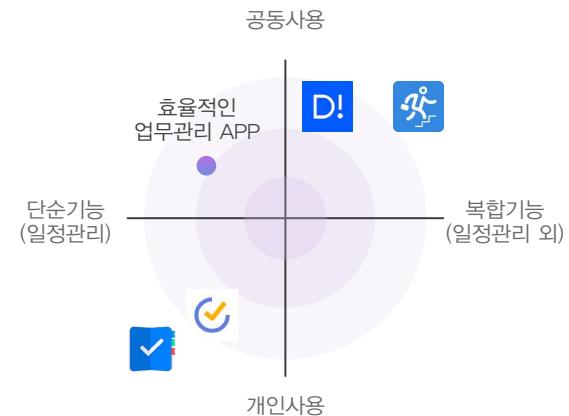 공동사용
D!
효율적인
업무관리 APP
단순기능
(일정관리)
복합기능
(일정관리 외)
개인사용